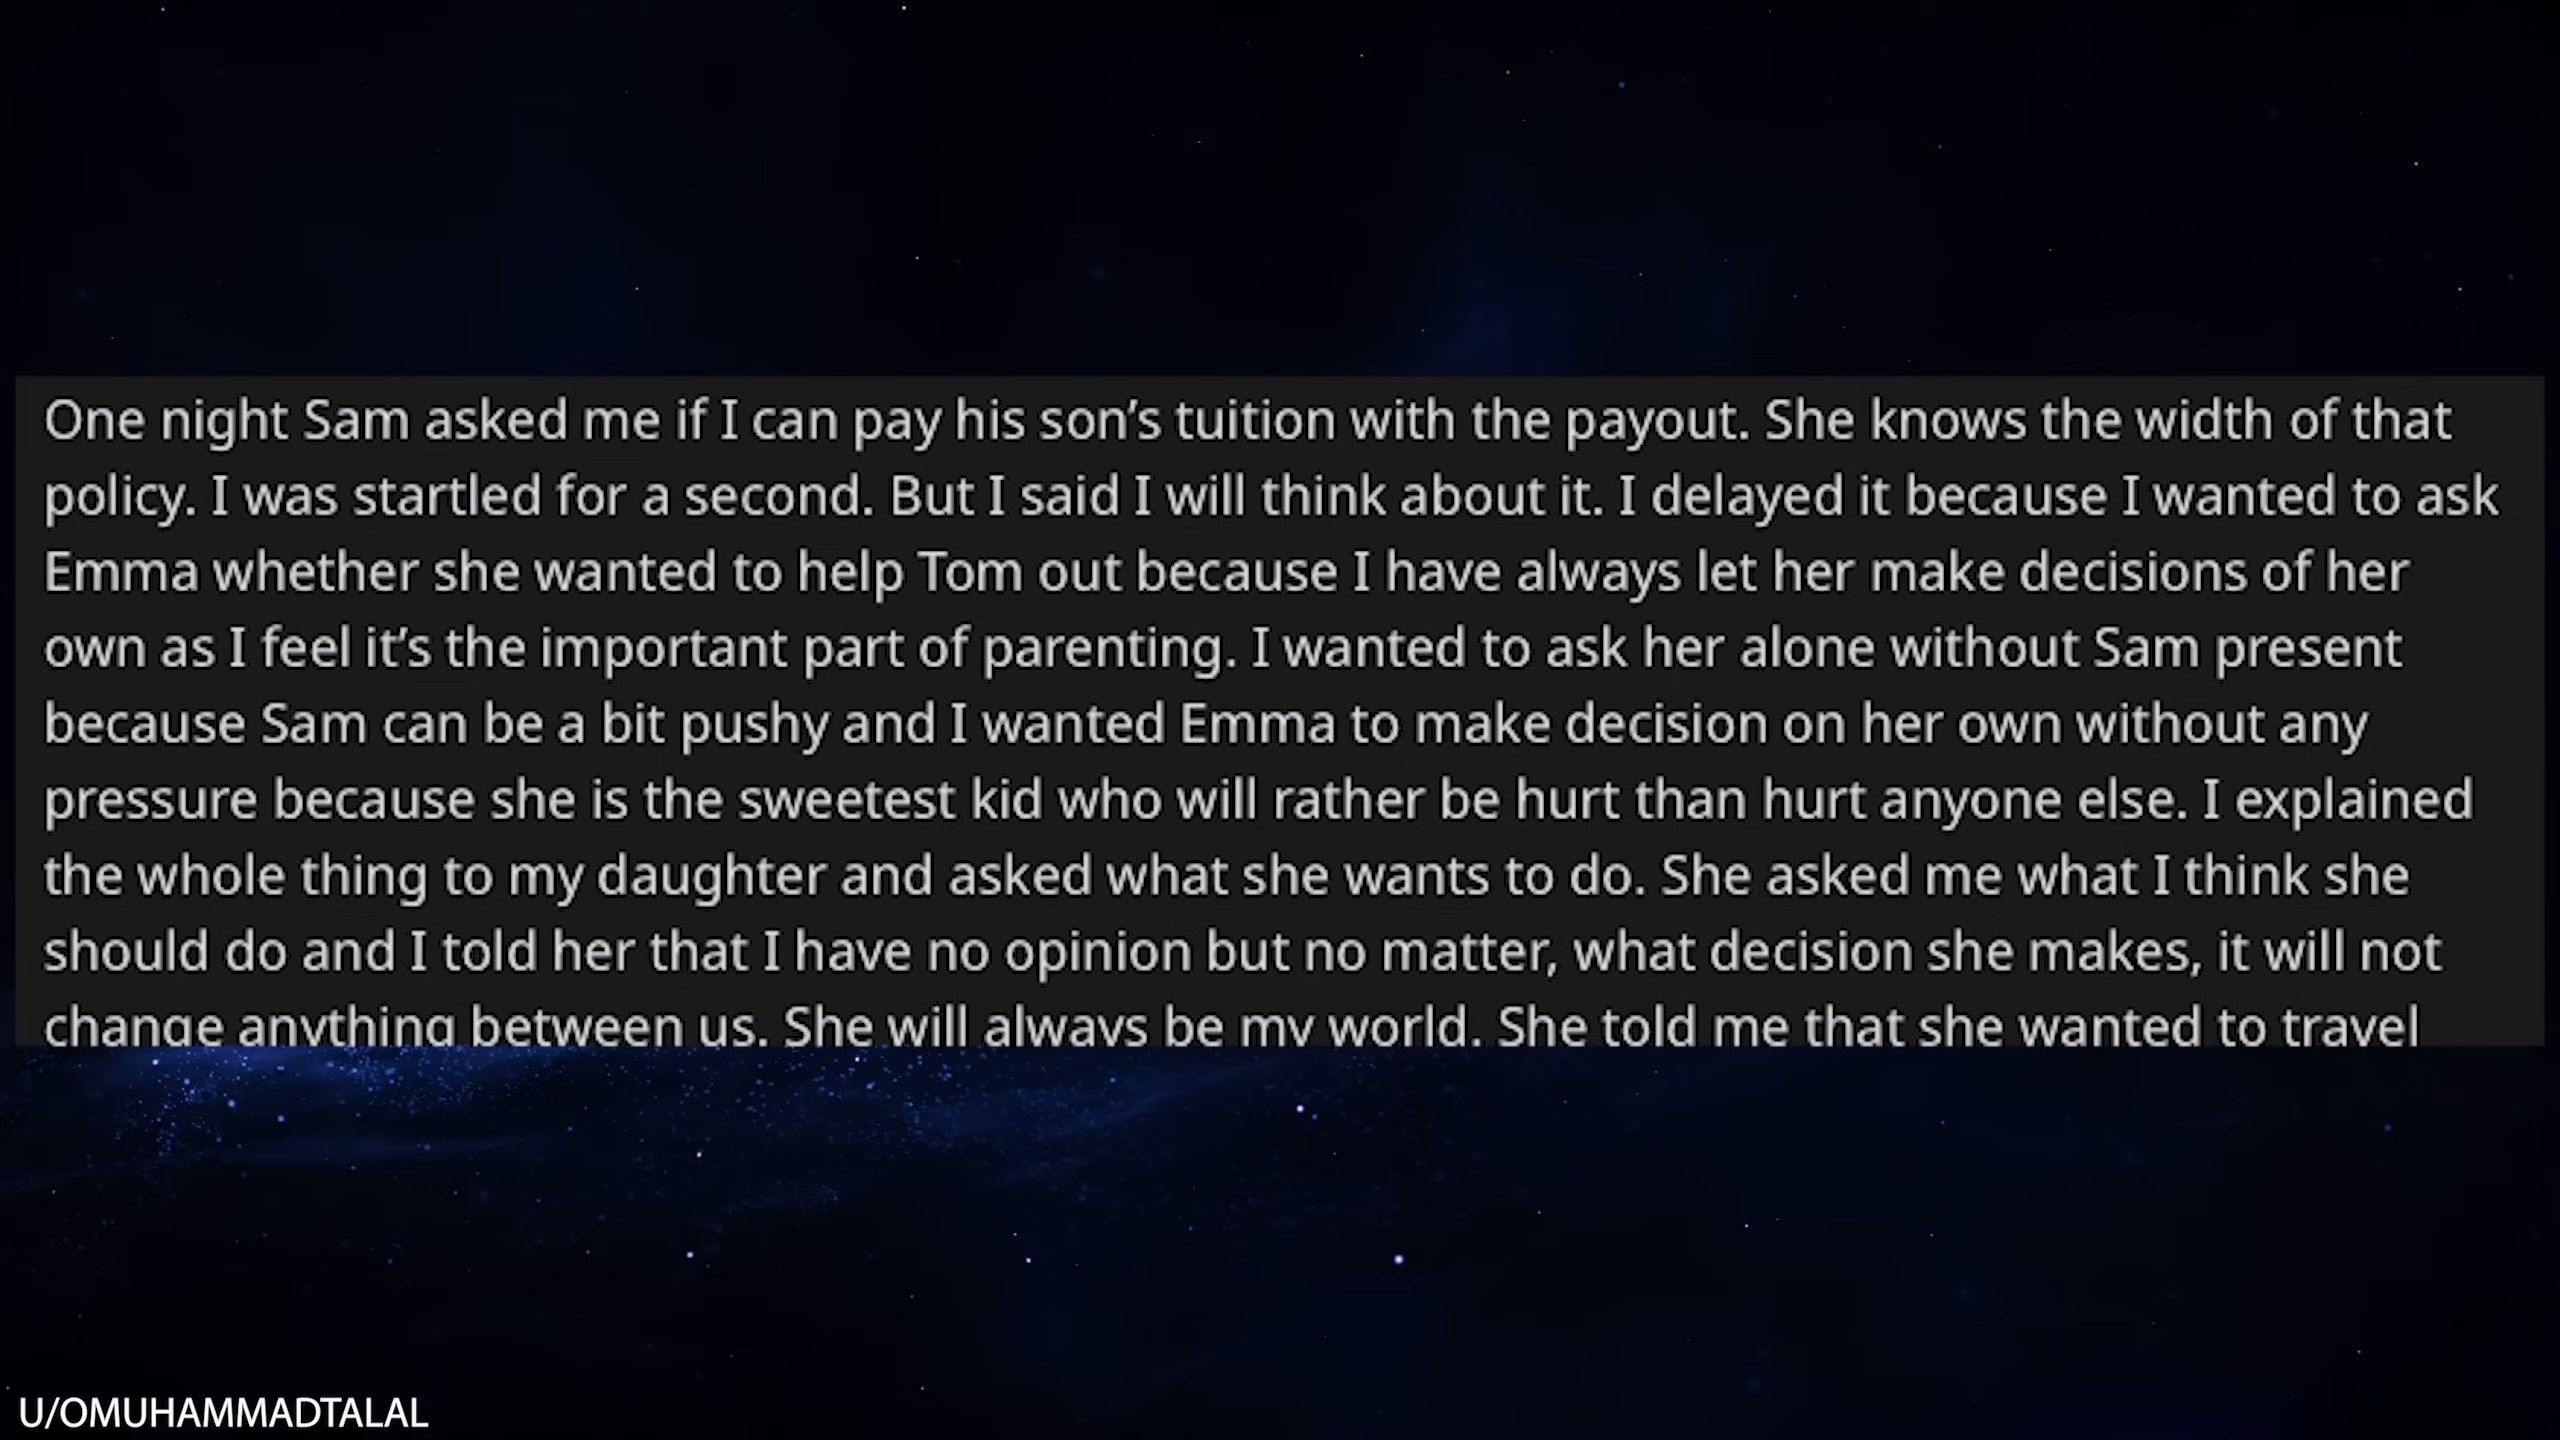 One night Sam asked me if I can pay his son’s tuition with the payout. She knows the width of that
policy. I was startled for a second. But I said I will think about it. I delayed it because I wanted to ask
Emma whether she wanted to help Tom out because I have always let her make decisions of her
own as I feel it’s the important part of parenting. I wanted to ask her alone without Sam present
because Sam can be a bit pushy and I wanted Emma to make decision on her own without any
pressure because she is the sweetest kid who will rather be hurt than hurt anyone else. I explained
the whole thing to my daughter and asked what she wants to do. She asked me what I think she
should do and I told her that I have no opinion but no matter, what decision she makes, it will not
change anything between us. She will always be my world. She told me that she wanted to travel
U/OMUHAMMADTALAL